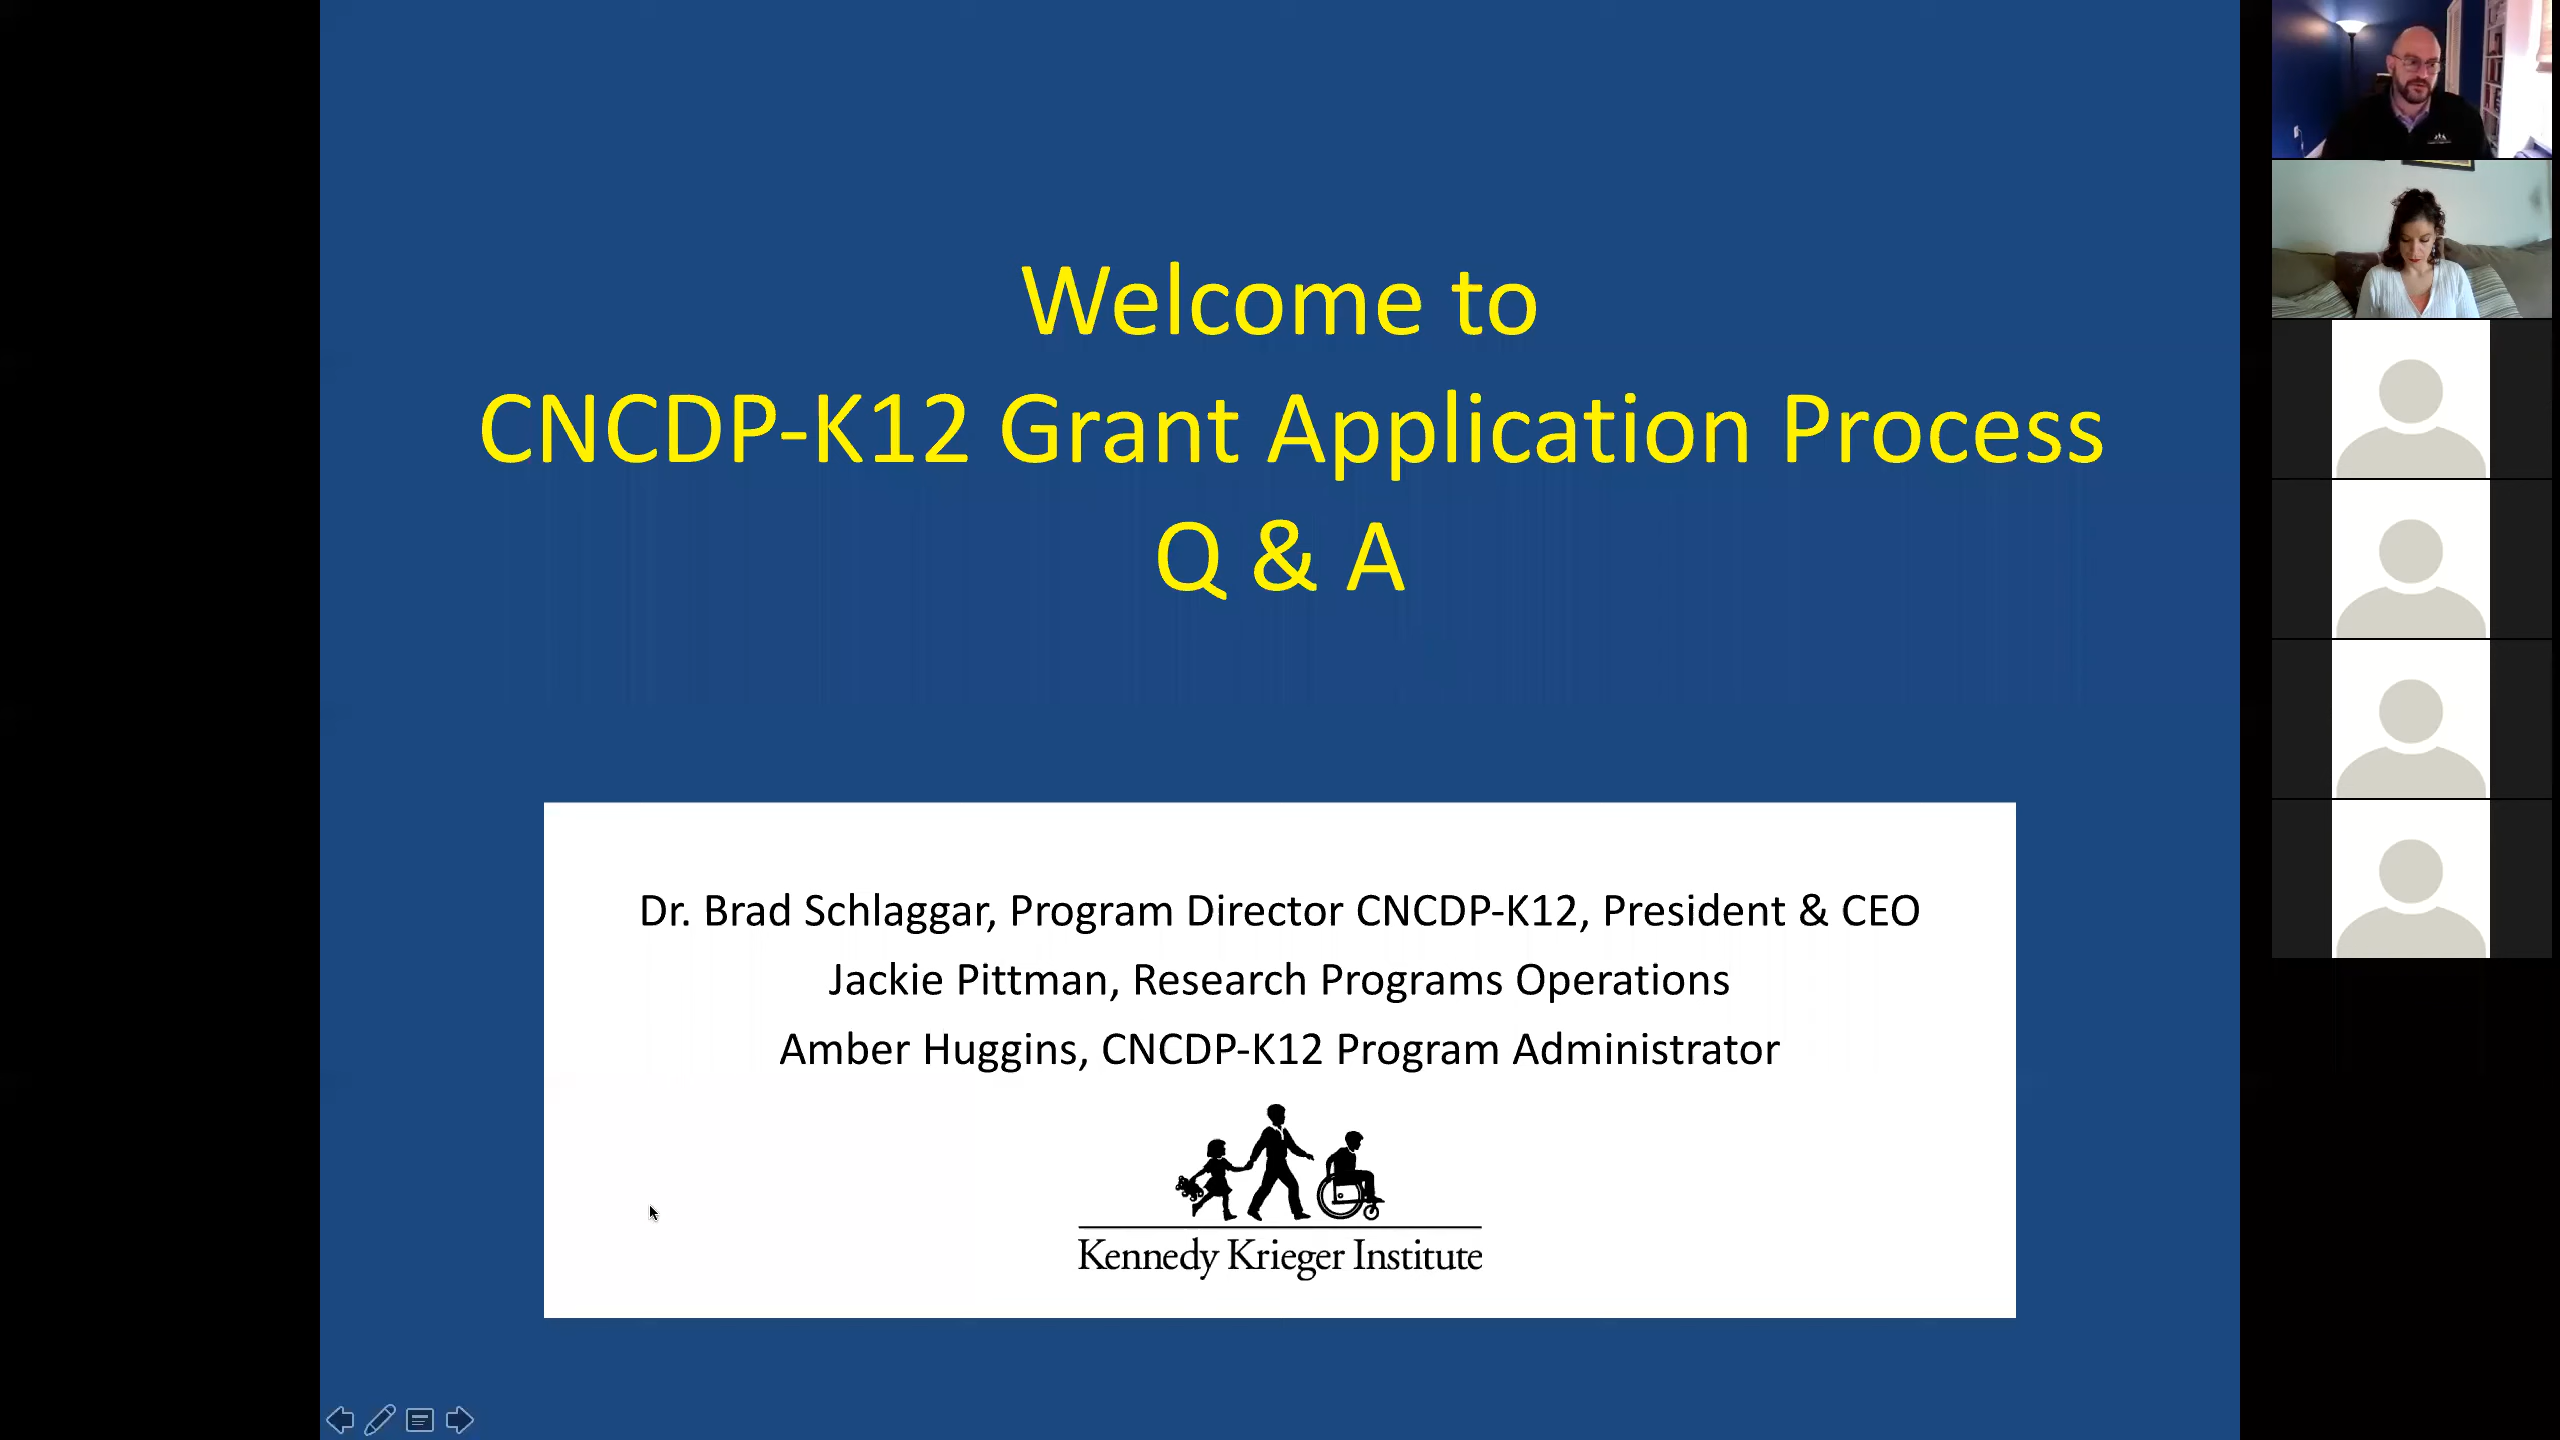 Welcome to
CNCDP-K12 Grant Application Process
Q & A
Dr. Brad Schlaggar, Program Director CNCDP-K12, President & CEO
Jackie Pittman, Research Programs Operations
Amber Huggins, CNCDP-K12 Program Administrator
Kennedy Krieger Institute